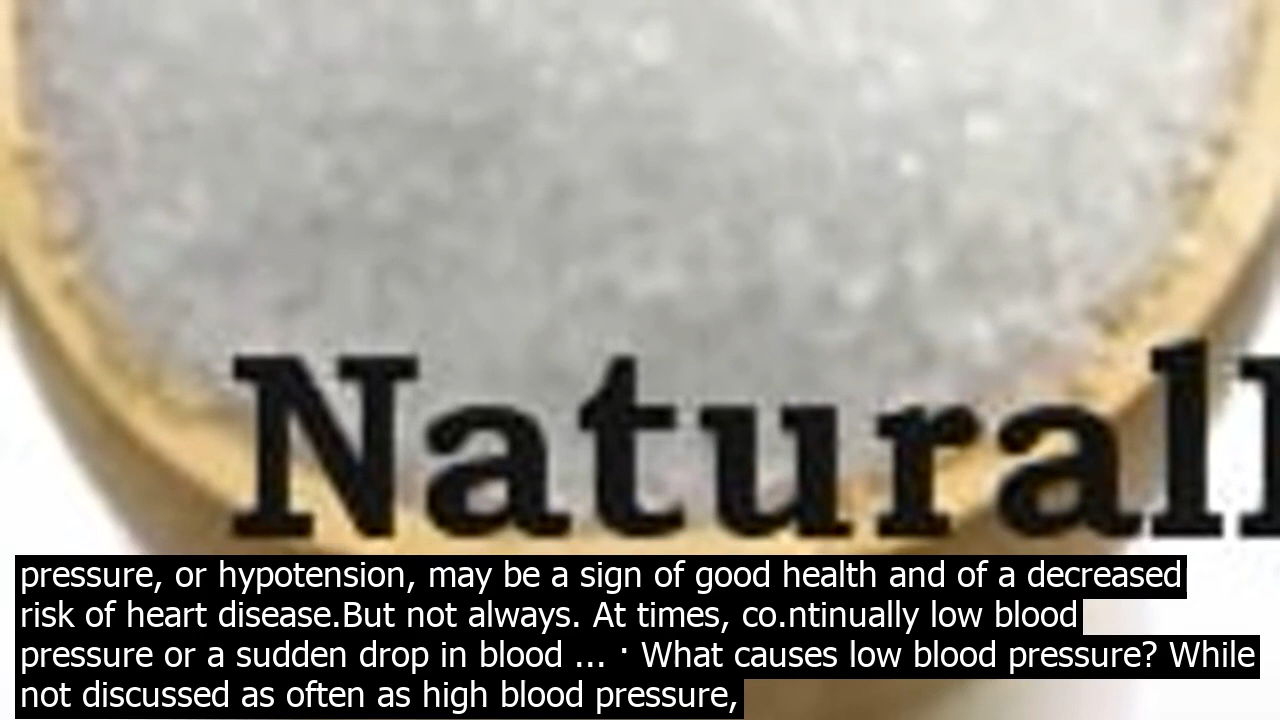 Naturall
pressure, or hypotension, may be a sign of good health and of a decreased
risk of heart disease.But not always. At times, co.ntinually low blood
pressure or a sudden drop in blood ... · What causes low blood pressure? While
not discussed as often as high blood pressure,